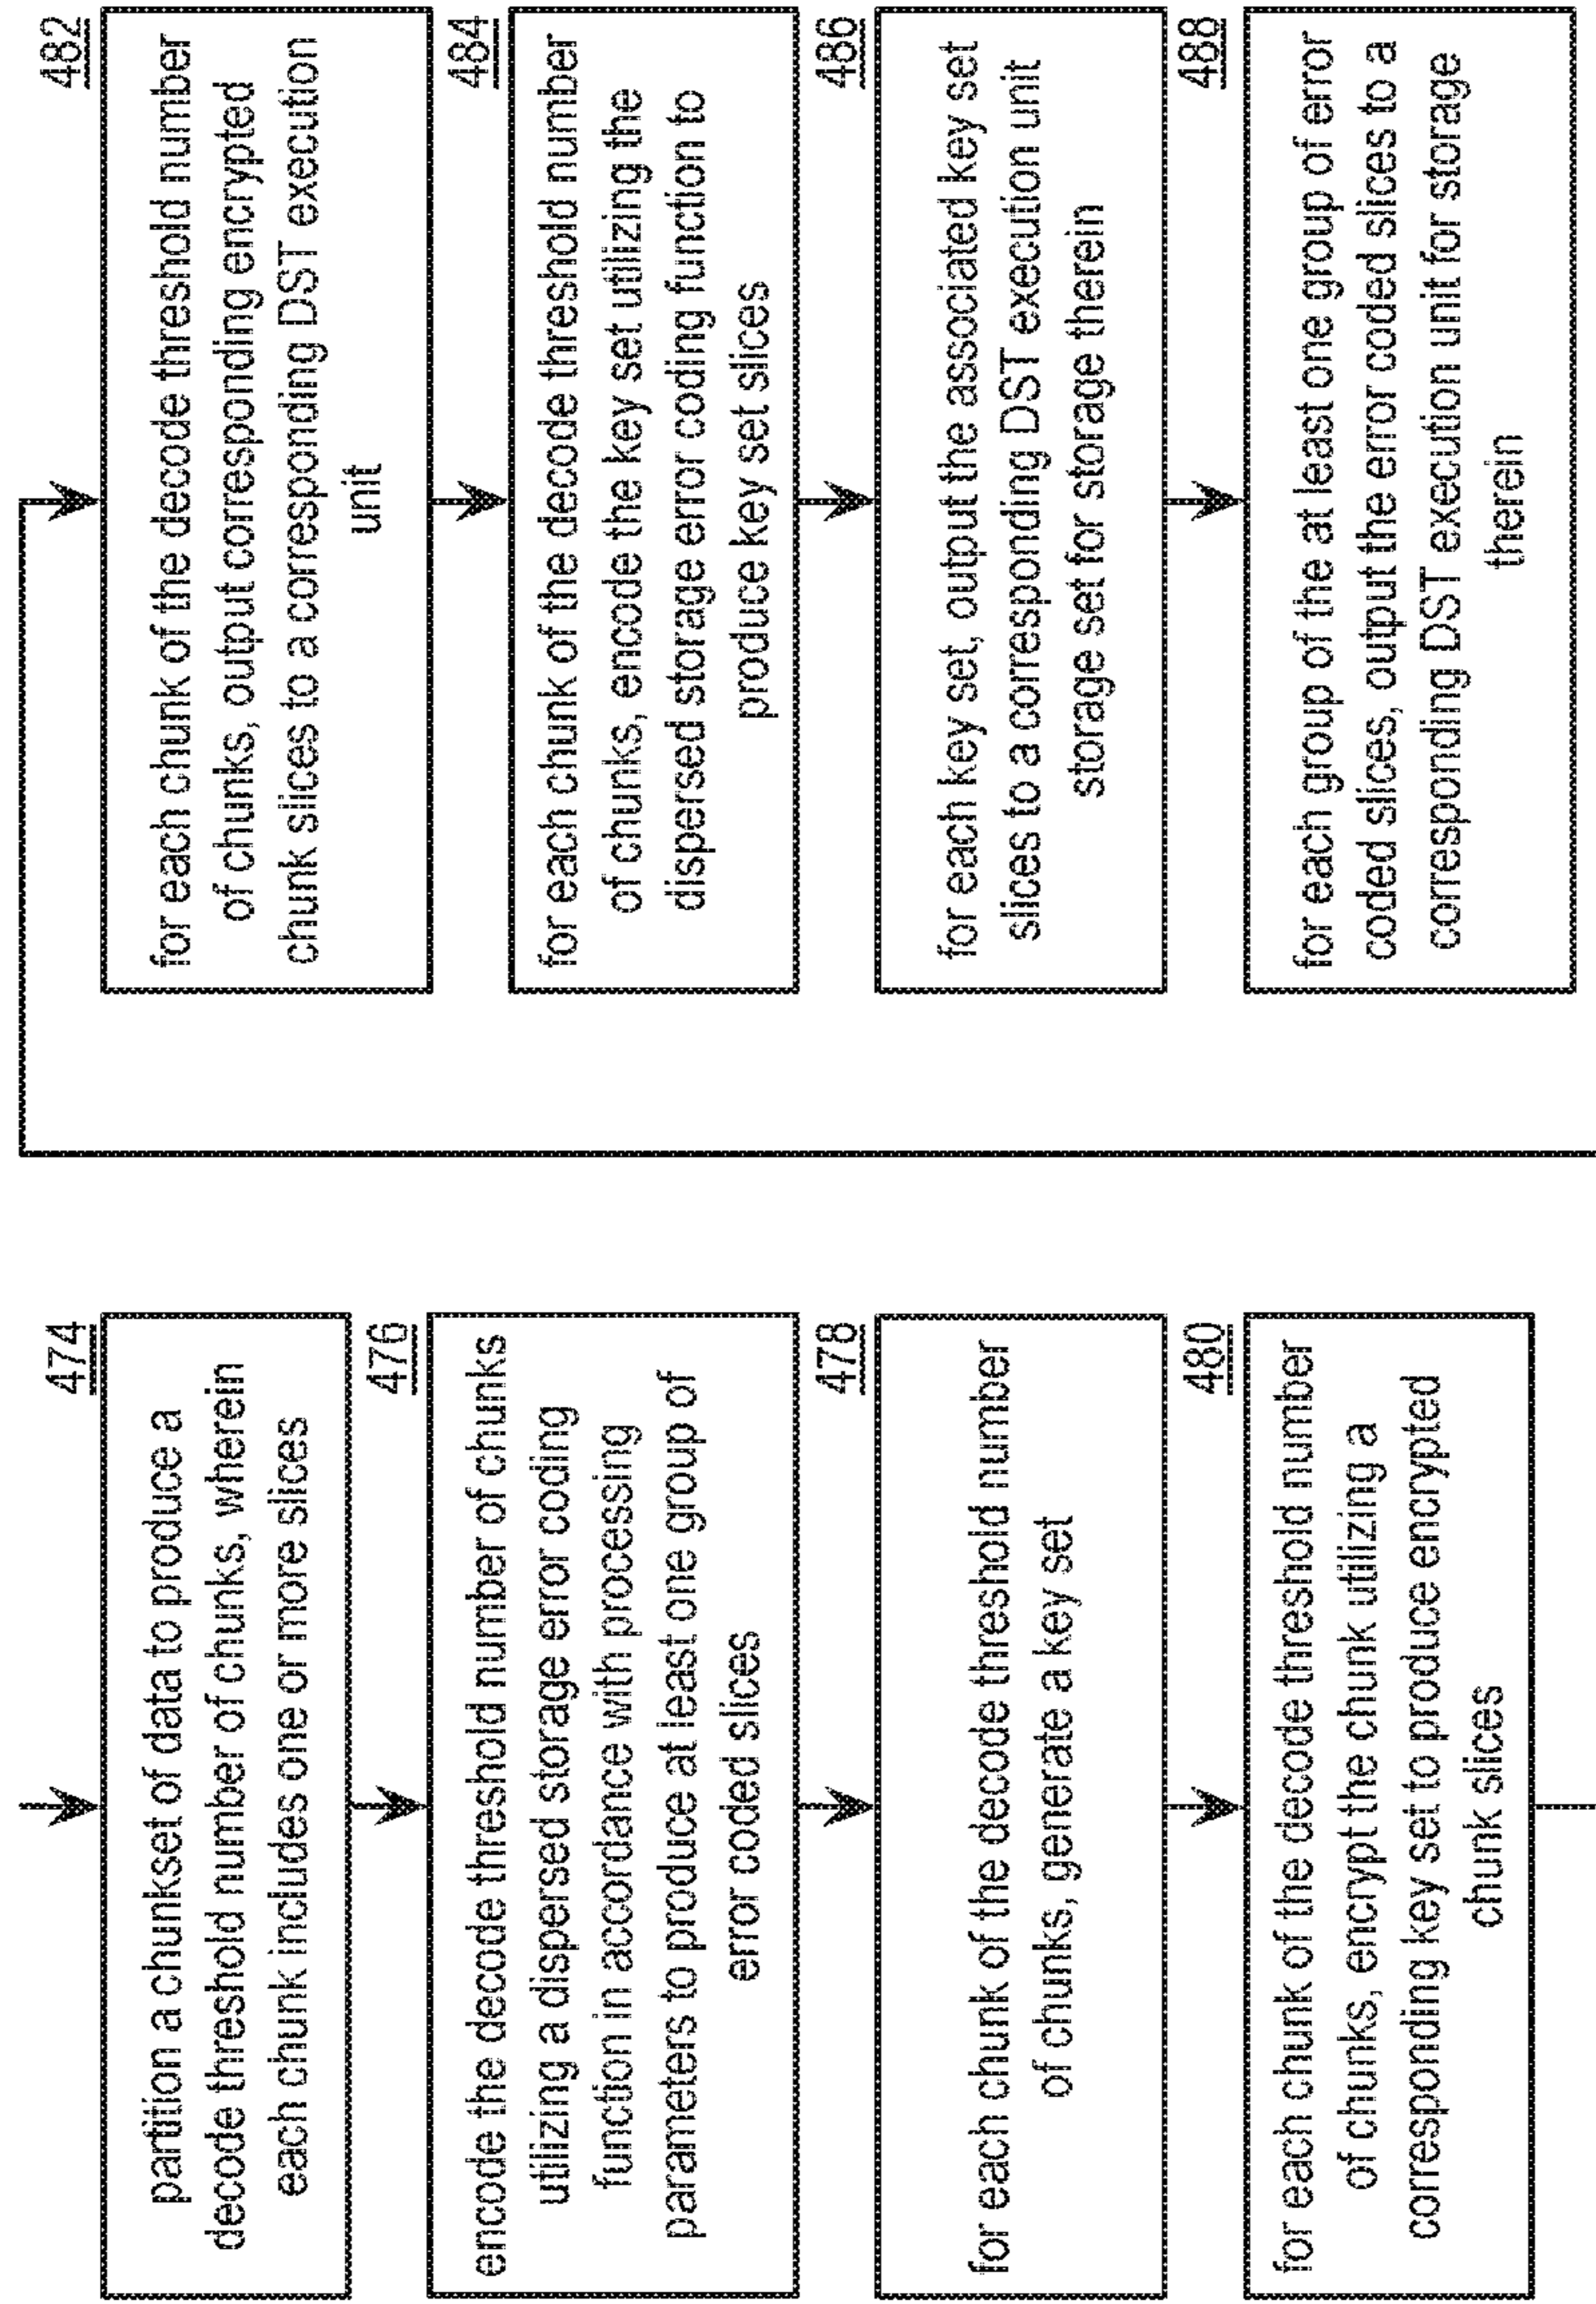 474
partition a chunkset of data to produce a
decode threshold number of chunks, wherein
each chunk includes one or more slices
476
encode the decode threshold number of chunks
utilizing a dispersed storage error coding
function in accordance with processing
parameters to produce at least one group of
error coded slices
478
for each chunk of the decode threshold number
of chunks, generate a key set
480
for each chunk of the decode threshold number
of chunks, encrypt the chunk utilizing a
corresponding key set to produce encrypted
chunk slices
482
for each chunk of the decode threshold number
of chunks, output corresponding encrypted
chunk slices to a corresponding DST execution
unit
484
for each chunk of the decode threshold number
of chunks, encode the key set utilizing the
dispersed storage error coding function to
produce key set slices
486
for each key set, output the associated key set
slices to a corresponding DST execution unit
storage set for storage therein
488
for each group of the at least one group of error
coded slices, output the error coded slices to a
corresponding DST execution unit for storage
therein